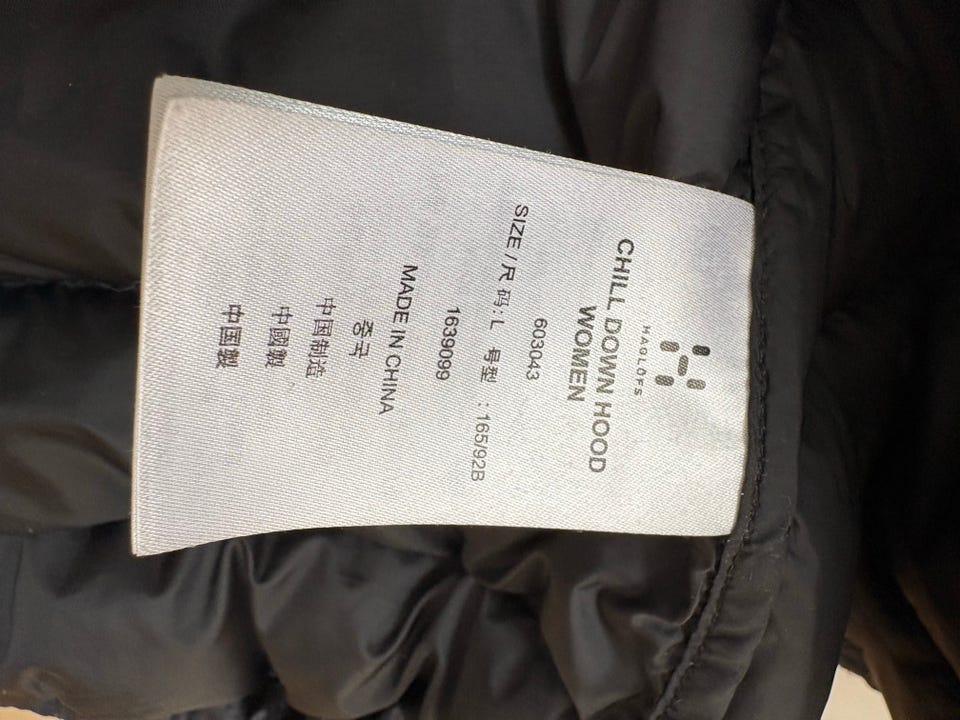 HAGLÖFS
CHILL DOWN HOOD
WOMEN
603043
SIZE / 尺 码: L 号型 : 165/92B
1639099
MADE IN CHINA
중국
中国制造
中國製
中国製